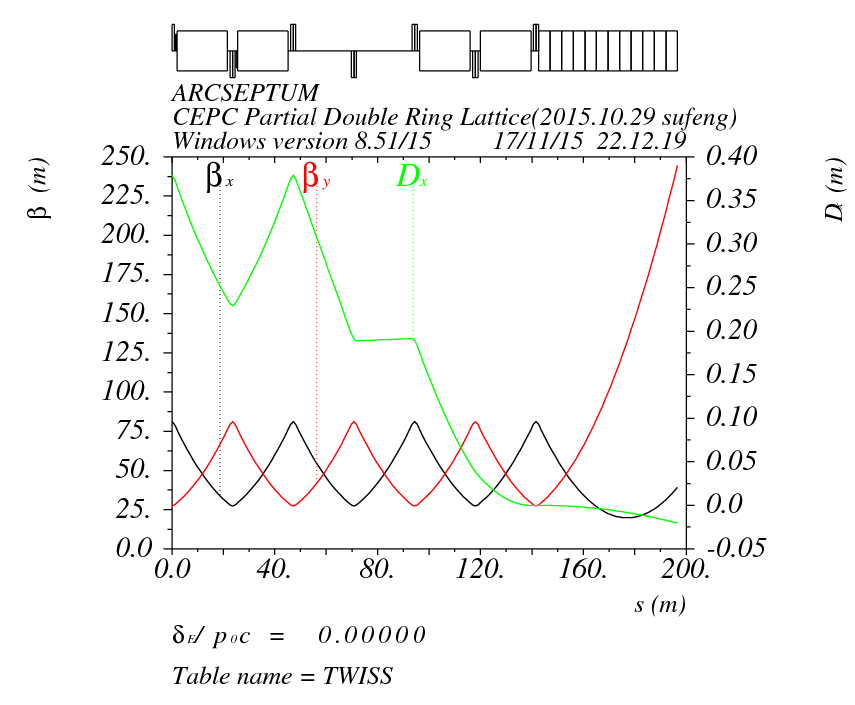 ARCSEPTUM
CEPC Partial Double Ring Lattice(2015.10.29 sufeng)
Windows version 8.51/15 17/11/15 22.12.19
β (m)
250.
225.
200.
175.
150.
125.
100.
75.
50.
25.
0.0
βx βy Dx
0.40
0.35
0.30
0.25
0.20
0.15
0.10
0.05
0.0
-0.05
Dx (m)
0.0 40. 80. 120. 160. 200.
s (m)
δE/ p0c = 0.00000
Table name = TWISS